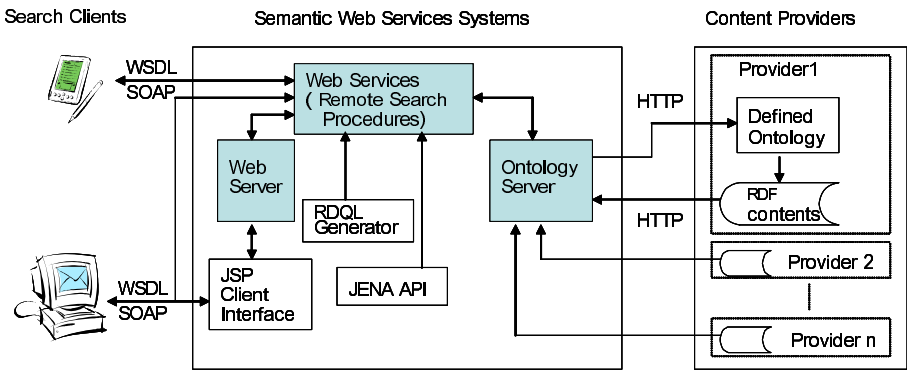 Search Clients
Semantic Web Services Systems
Content Providers
WSDL
SOAP
Web Services
( Remote Search
Procedures)
HTTP
Provider1
Defined
Ontology
Web
Server
Ontology
Server
RDF
contents
RDQL
Generator
HTTP
JSP
Client
Interface
JENA API
Provider 2
WSDL
SOAP
Provider n